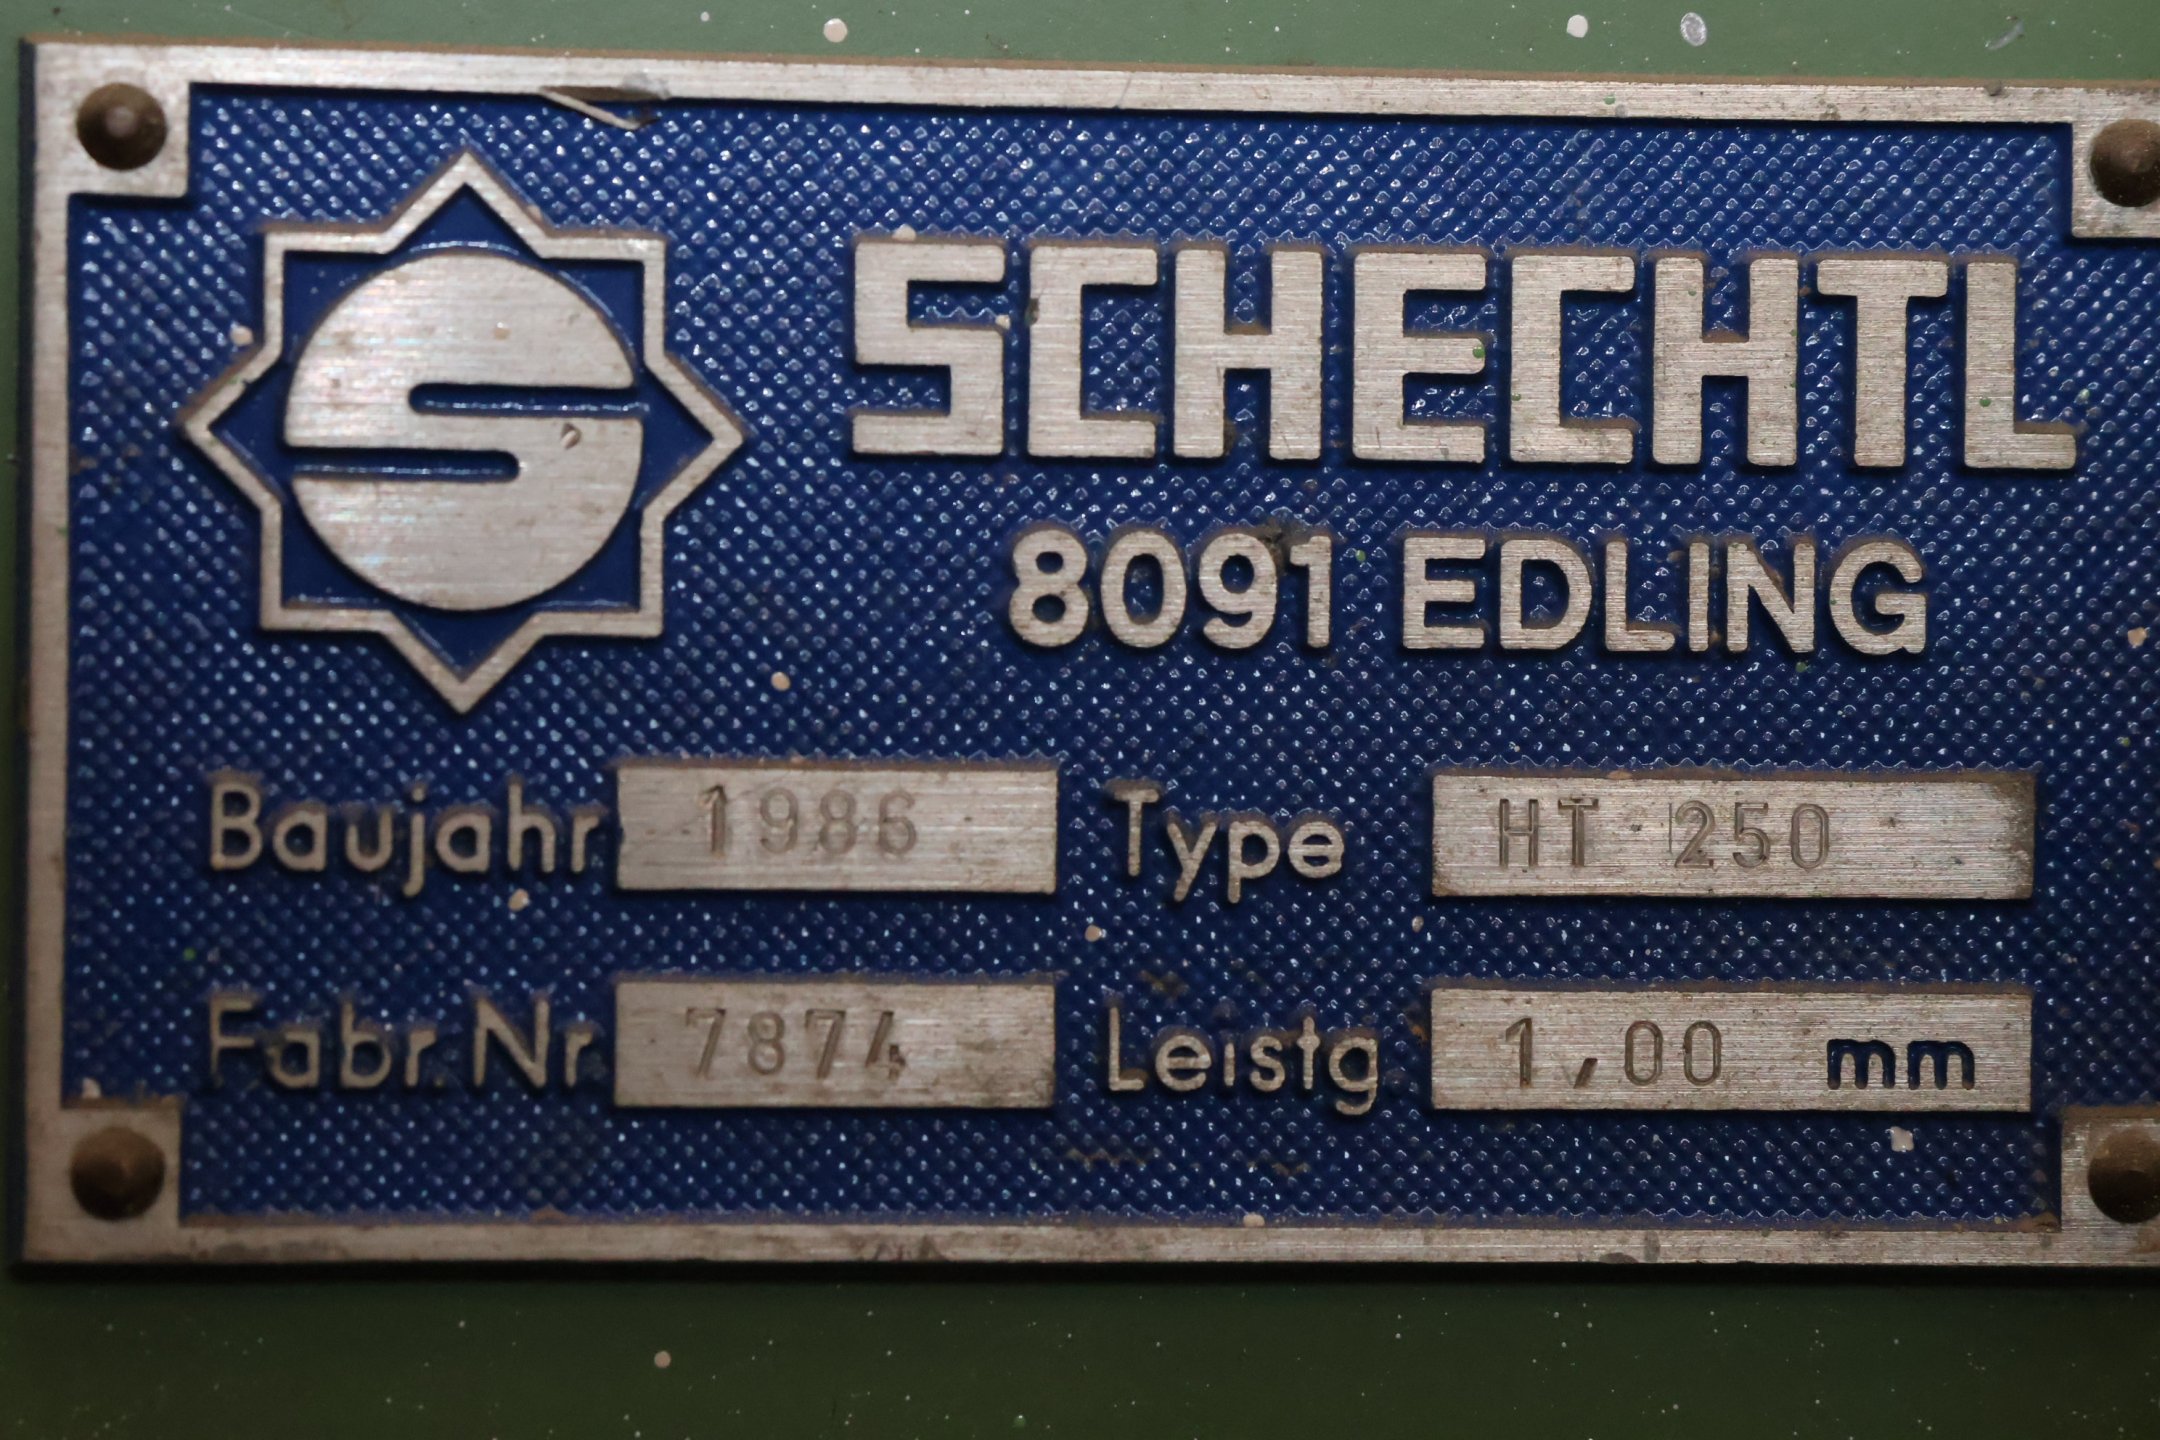 S
SCHECHTL
8091 EDLING
Baujahr 1986 Type HT 250
Fabr. Nr 7874 Leistg 1,00 mm